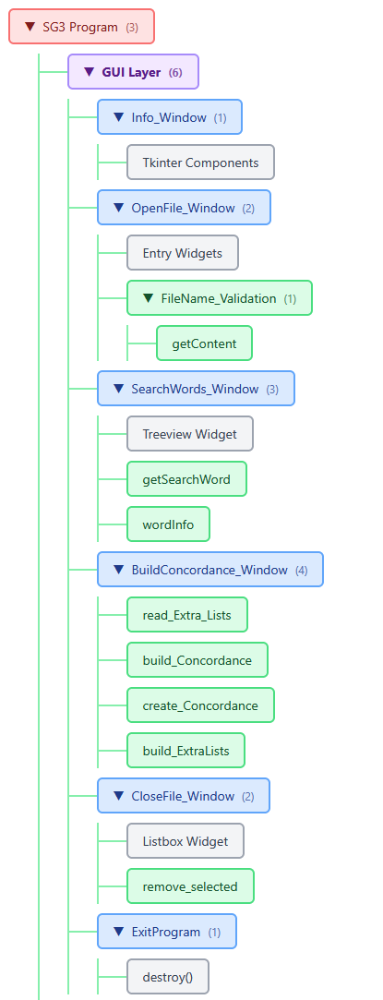 ▼ SG3 Program (3)
▼ GUI Layer (6)
▼ Info_Window (1)
Tkinter Components
▼ OpenFile_Window (2)
Entry Widgets
▼ FileName_Validation (1)
getContent
▼ SearchWords_Window (3)
Treeview Widget
getSearchWord
wordInfo
▼ BuildConcordance_Window (4)
read_Extra_Lists
build_Concordance
create_Concordance
build_ExtraLists
▼ CloseFile_Window (2)
Listbox Widget
remove_selected
▼ ExitProgram (1)
destroy()